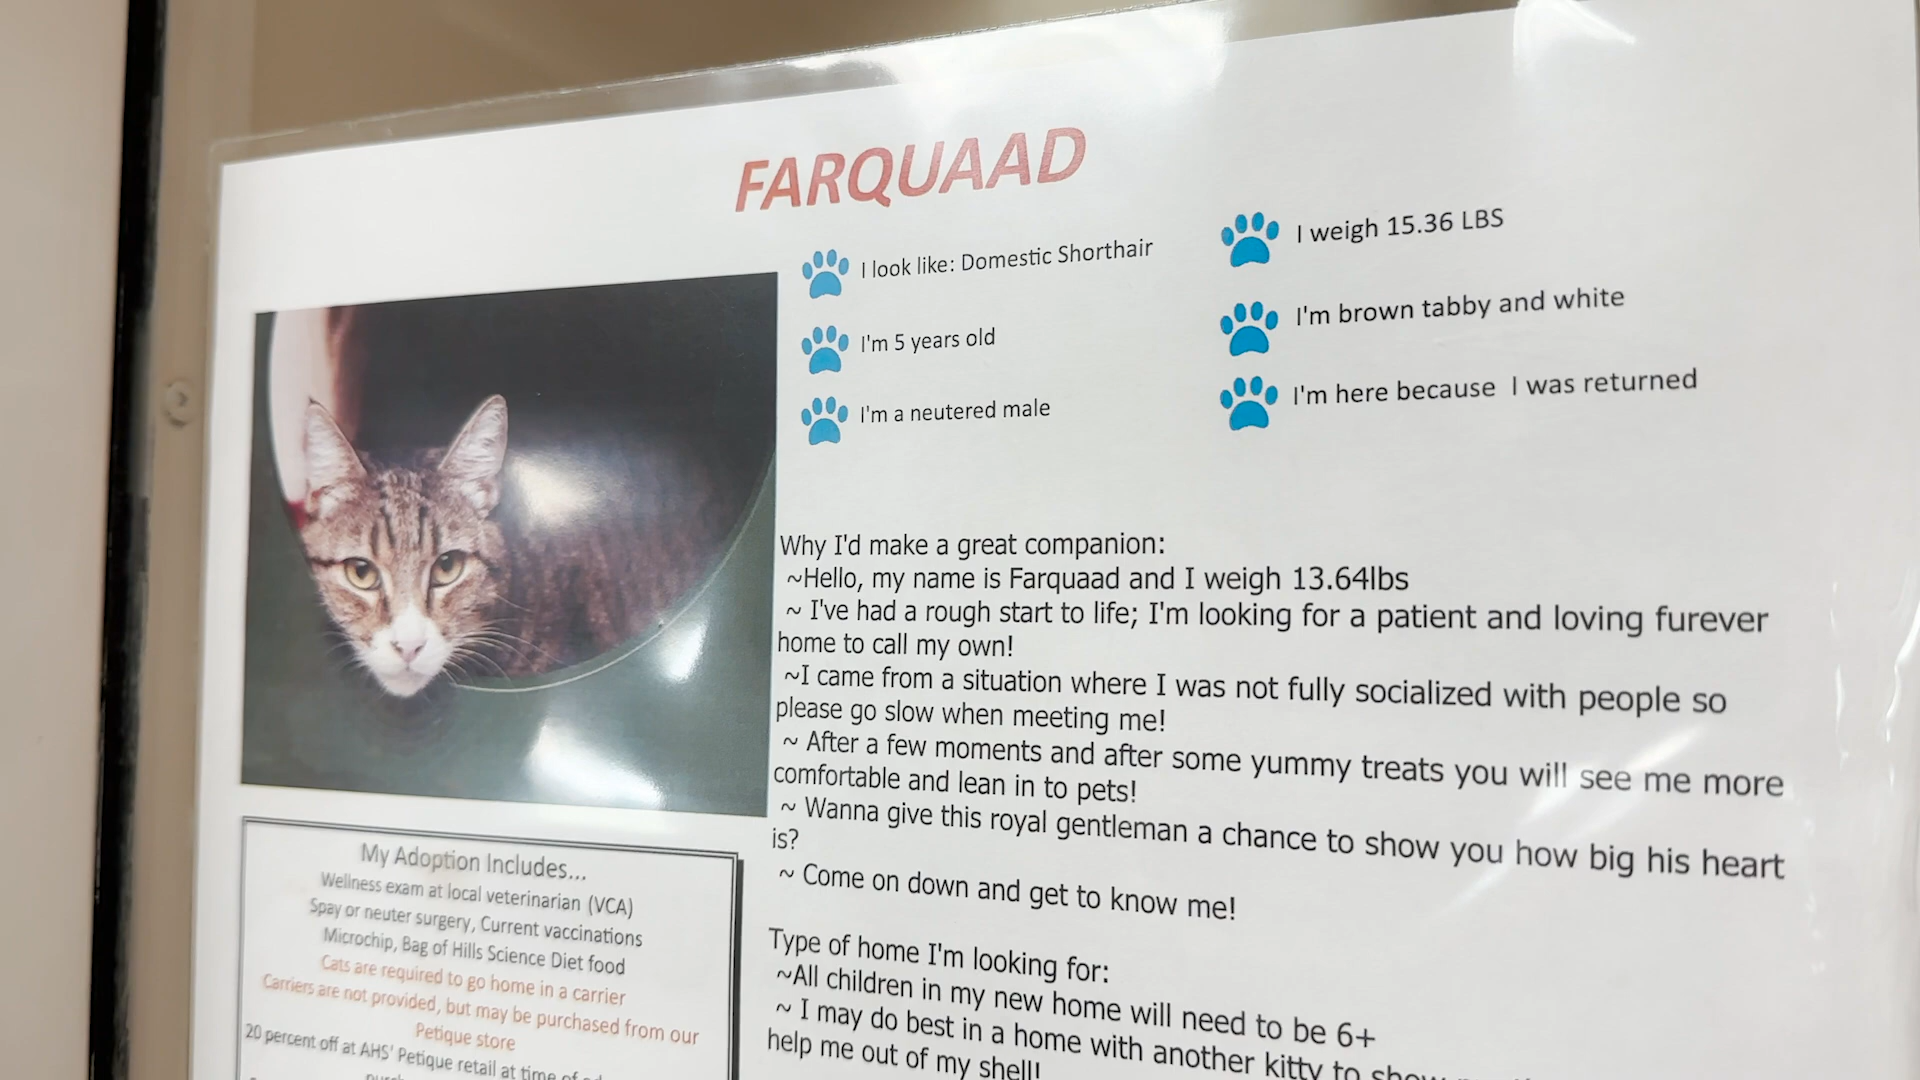 FARQUAAD
I look like: Domestic Shorthair
I'm 5 years old
I'm a neutered male
I weigh 15.36 LBS
I'm brown tabby and white
I'm here because I was returned
Why I'd make a great companion:
~Hello, my name is Farquaad and I weigh 13.64lbs
~ I've had a rough start to life; I'm looking for a patient and loving furever
home to call my own!
~I came from a situation where I was not fully socialized with people so
please go slow when meeting me!
~ After a few moments and after some yummy treats you will see me more
comfortable and lean in to pets!
~ Wanna give this royal gentleman a chance to show you how big his heart
is?
~ Come on down and get to know me!
Type of home I'm looking for:
~All children in my new home will need to be 6+
~ I may do best in a home with another kitty to show
help me out of my shell!
My Adoption Includes...
Wellness exam at local veterinarian (VCA)
Spay or neuter surgery, Current vaccinations
Microchip, Bag of Hills Science Diet food
Cats are required to go home in a carrier
Carriers are not provided, but may be purchased from our
Petique store
20 percent off at AHS' Petique retail at time of